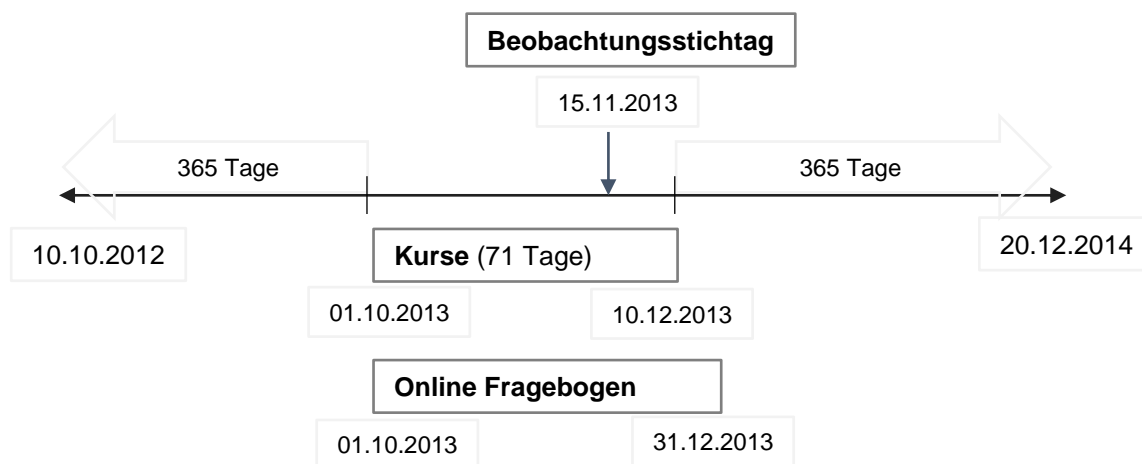 Beobachtungsstichtag
15.11.2013
365 Tage
365 Tage
10.10.2012
20.12.2014
Kurse (71 Tage)
01.10.2013
10.12.2013
Online Fragebogen
01.10.2013
31.12.2013